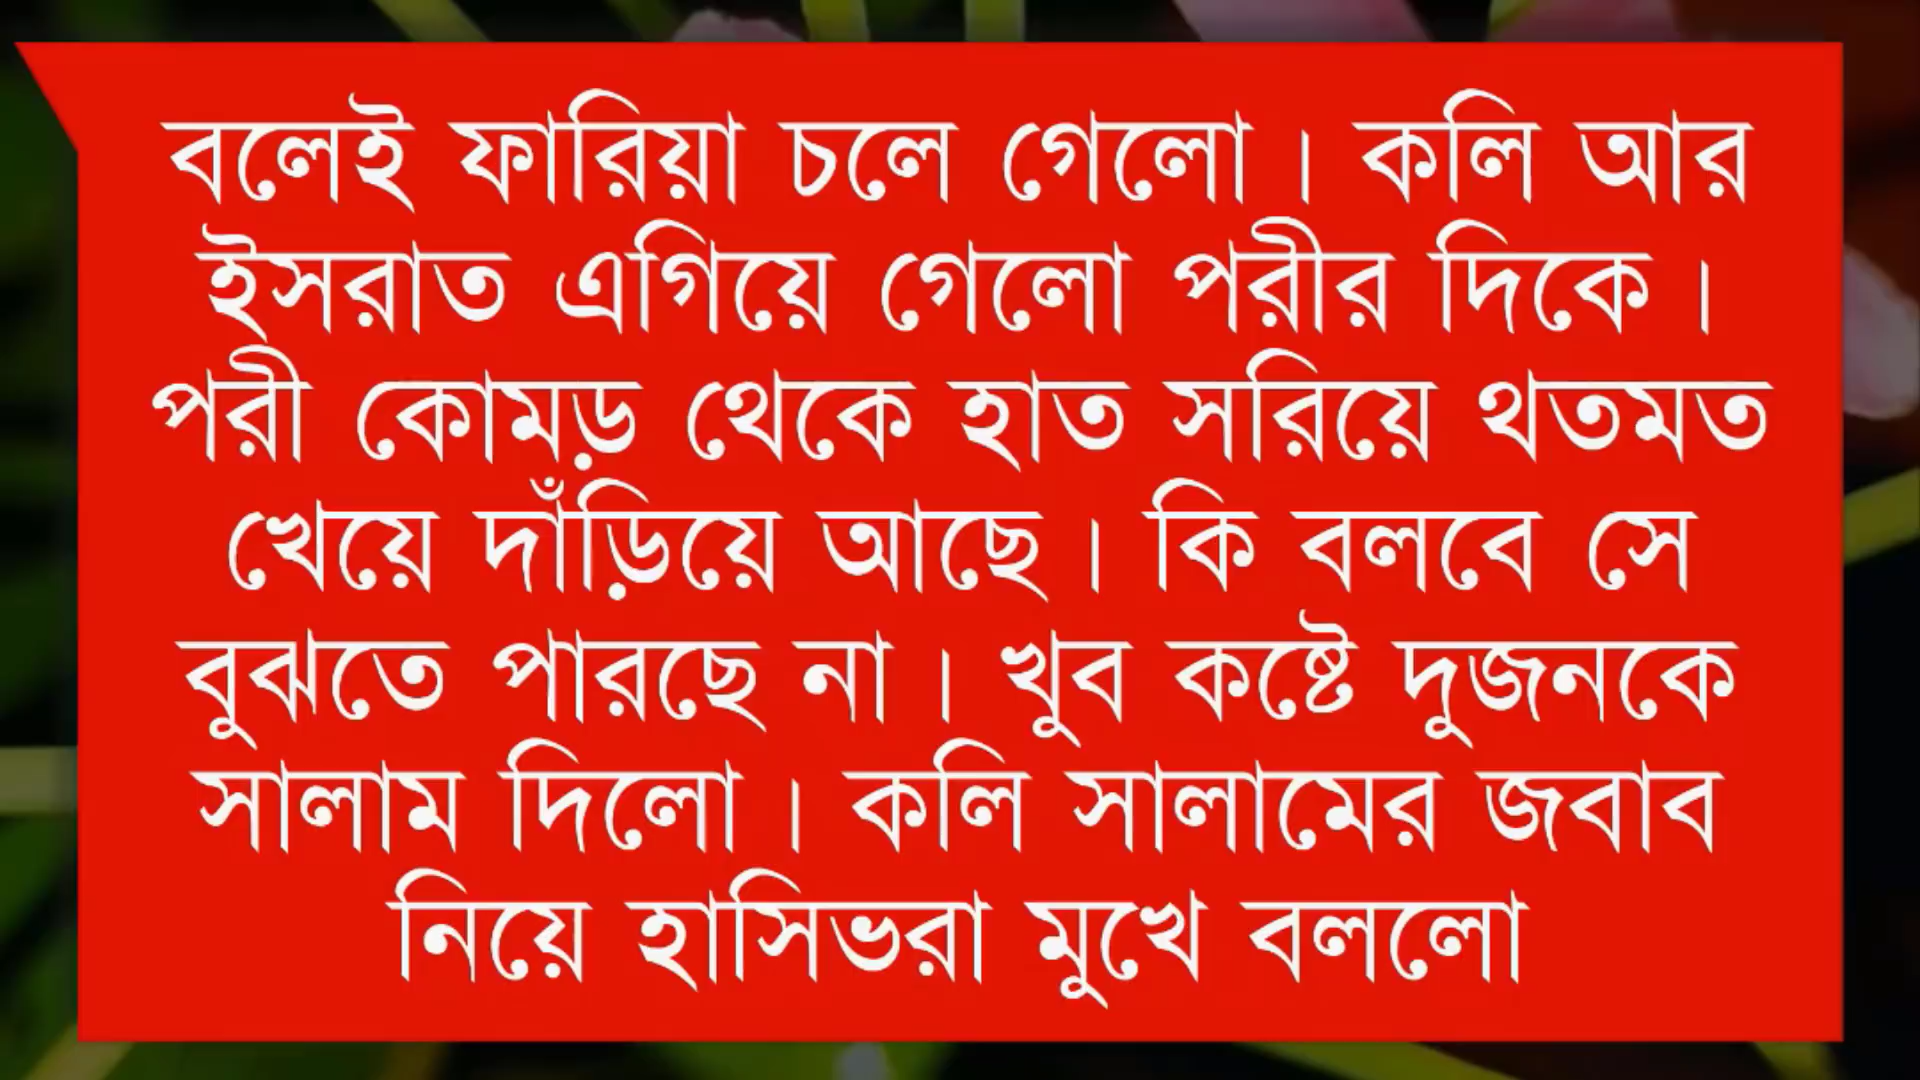 বলেই ফারিয়া চলে গেলো। কলি আর
ইসরাত এগিয়ে গেলো পরীর দিকে।
পরী কোমড় থেকে হাত সরিয়ে থতমত
খেয়ে দাঁড়িয়ে আছে। কি বলবে সে
বুঝতে পারছে না। খুব কষ্টে দুজনকে
সালাম দিলো। কলি সালামের জবাব
নিয়ে হাসিভরা মুখে বললো